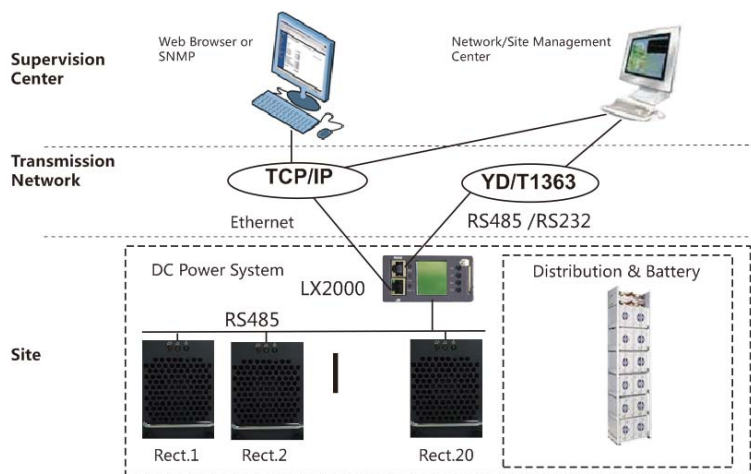 Web Browser or
SNMP
Network/Site Management
Center
Supervision
Center
Transmission
Network
TCP/IP
YD/T1363
Ethernet
RS485 /RS232
DC Power System
LX2000
Distribution & Battery
RS485
Site
Rect.1
Rect.2
Rect.20